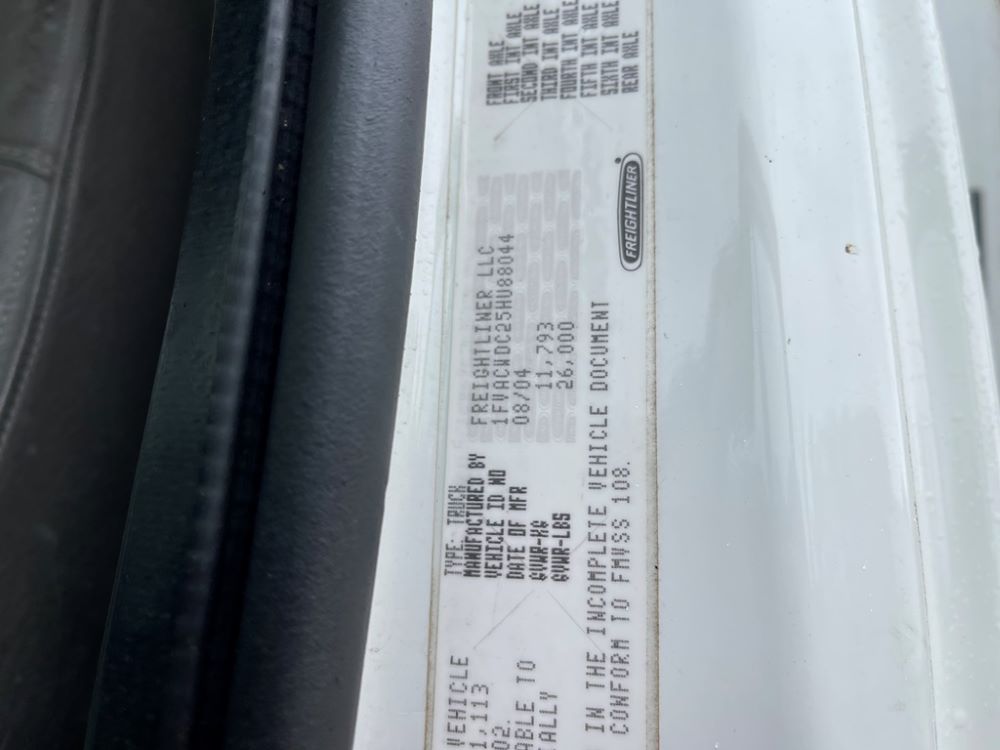 VEHICLE
1,113
02.
ABLE TO
ALLY
TYPE: TRUCK
MANUFACTURED BY FREIGHTLINER LLC
VEHICLE ID NO 1FVACWDC25HU88044
DATE OF MFR 08/04
GVWR-KG 11,793
GVWR-LBS 26,000
IN THE INCOMPLETE VEHICLE DOCUMENT
CONFORM TO FMVSS 108.
FREIGHTLINER
FRONT AXLE
FIRST INT AXLE
SECOND INT AXLE
THIRD INT AXLE
FOURTH INT AXLE
FIFTH INT AXLE
SIXTH INT AXLE
REAR AXLE